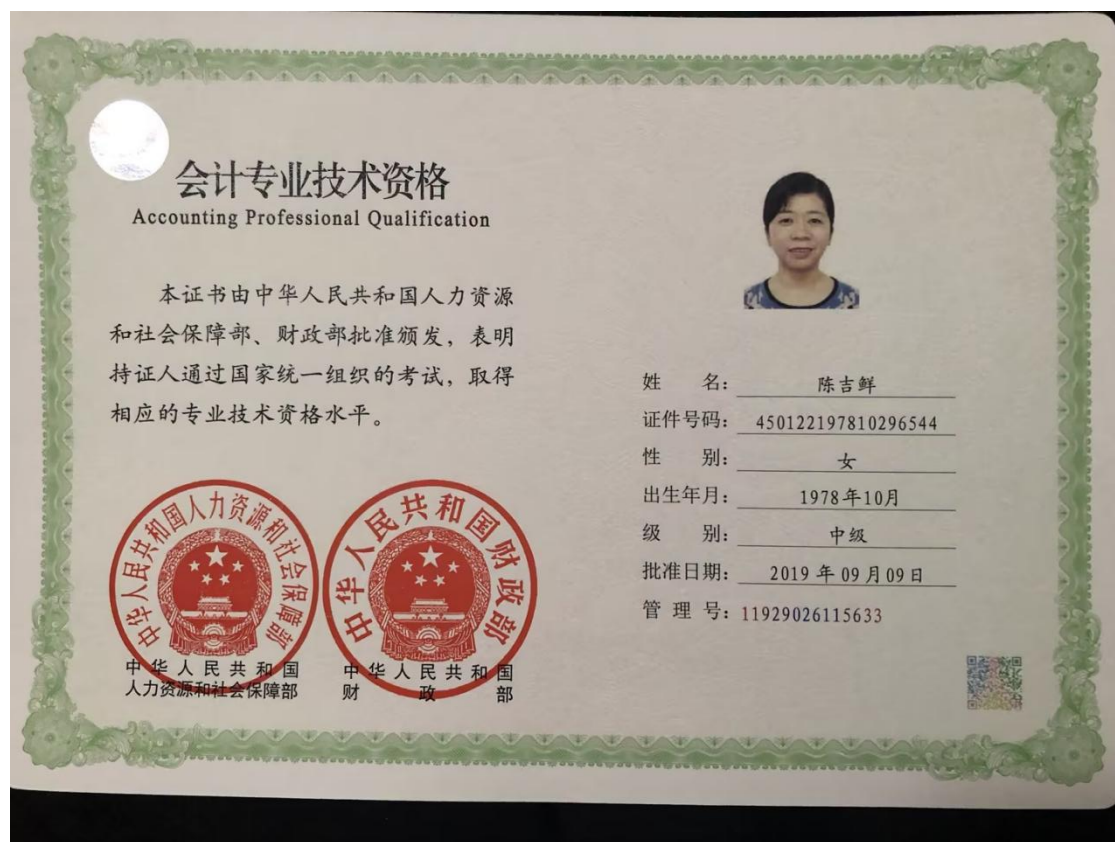 会计专业技术资格
Accounting Professional Qualification
本证书由中华人民共和国人力资源
和社会保障部、财政部批准颁发，表明
持证人通过国家统一组织的考试，取得
相应的专业技术资格水平。
中华人民共和国人力资源和社会保障部
中华人民共和国财政部
中华人民共和国
人力资源和社会保障部
中华人民共和国
财政部
姓名：陈吉鲜
证件号码：450122197810296544
性别：女
出生年月：1978年10月
级别：中级
批准日期：2019年09月09日
管理号：11929026115633